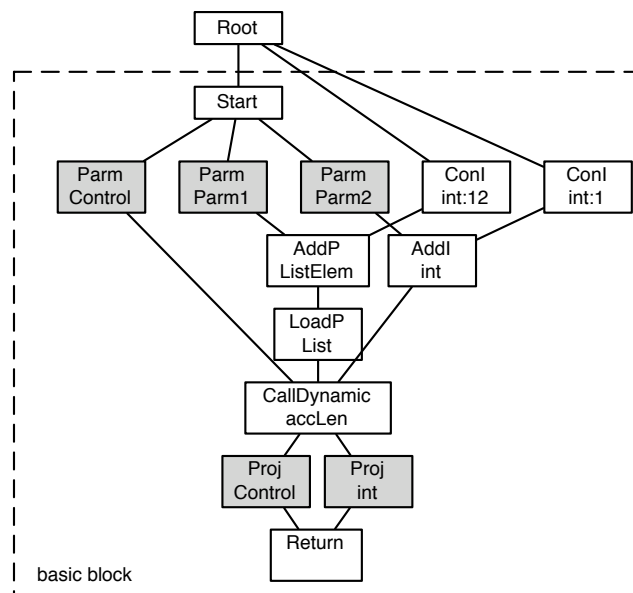 Root
Start
Parm
Control
Parm
Parm1
Parm
Parm2
ConI
int:12
ConI
int:1
AddP
ListElem
AddI
int
LoadP
List
CallDynamic
accLen
Proj
Control
Proj
int
Return
basic block